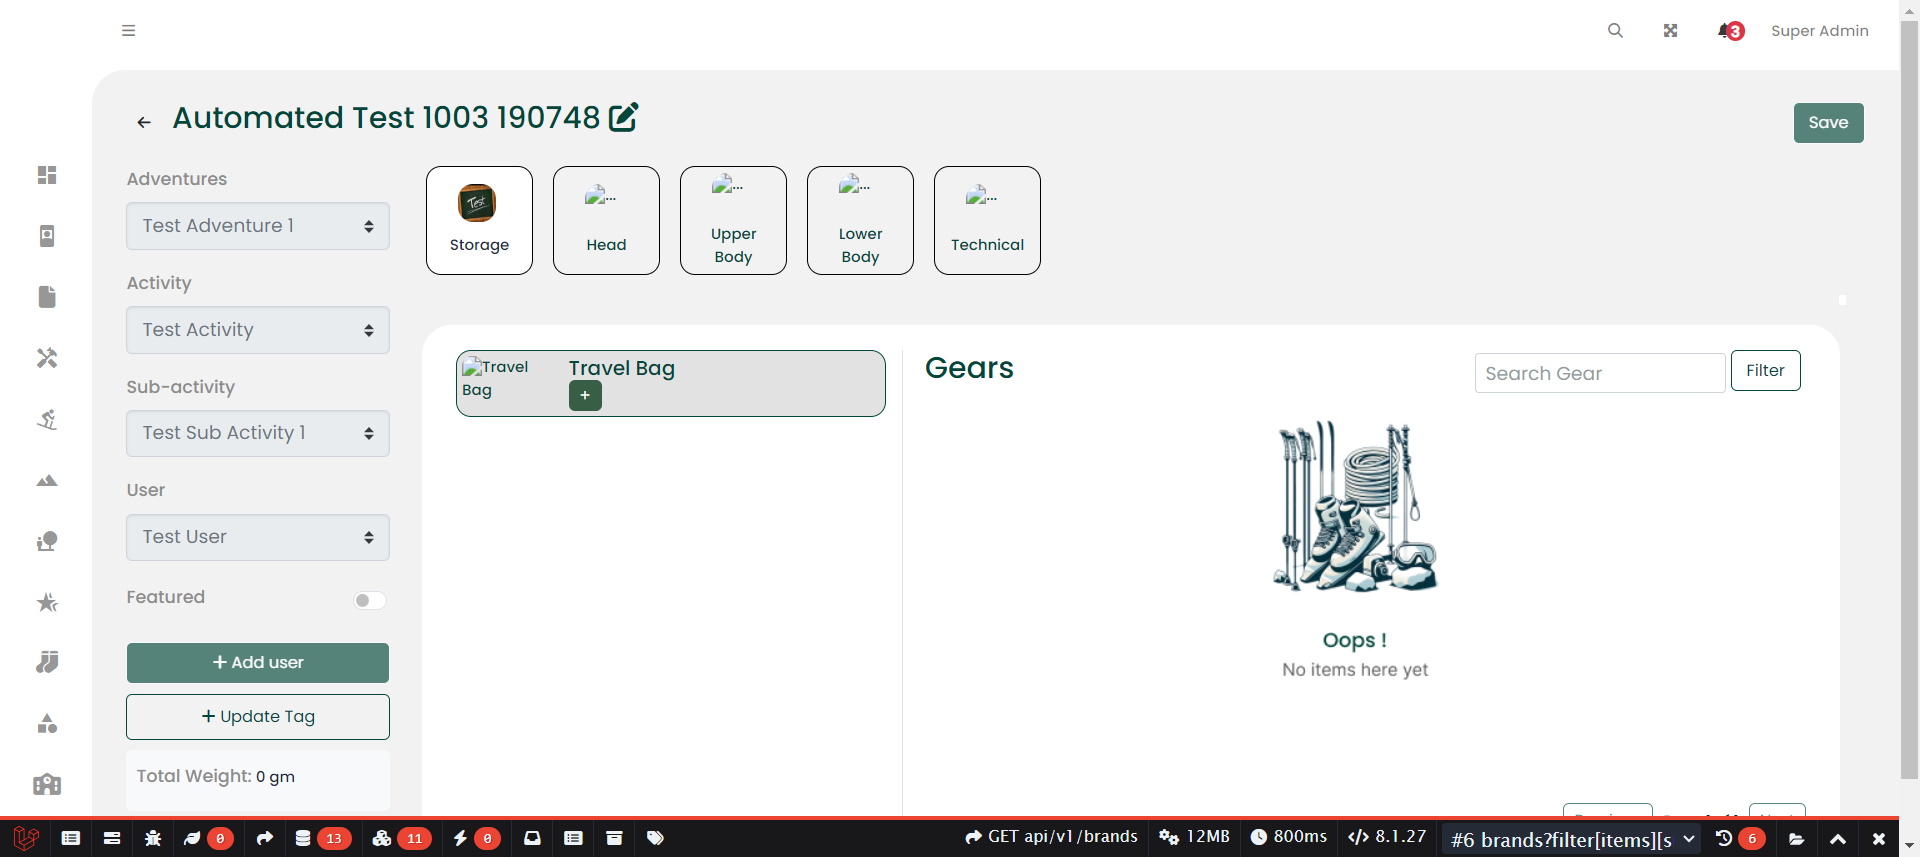 3
Super Admin
Automated Test 1003 190748
Save
Adventures
Test Adventure 1
Activity
Test Activity
Sub-activity
Test Sub Activity 1
User
Test User
Featured
+ Add user
+ Update Tag
Total Weight: 0 gm
Test
Storage
...
Head
...
Upper
Body
...
Lower
Body
...
Technical
Travel
Bag
Travel Bag
+
Gears
Search Gear
Filter
Oops !
No items here yet
0
13
11
0
GET api/v1/brands
12MB
800ms
8.1.27
#6 brands?filter[items][s
6